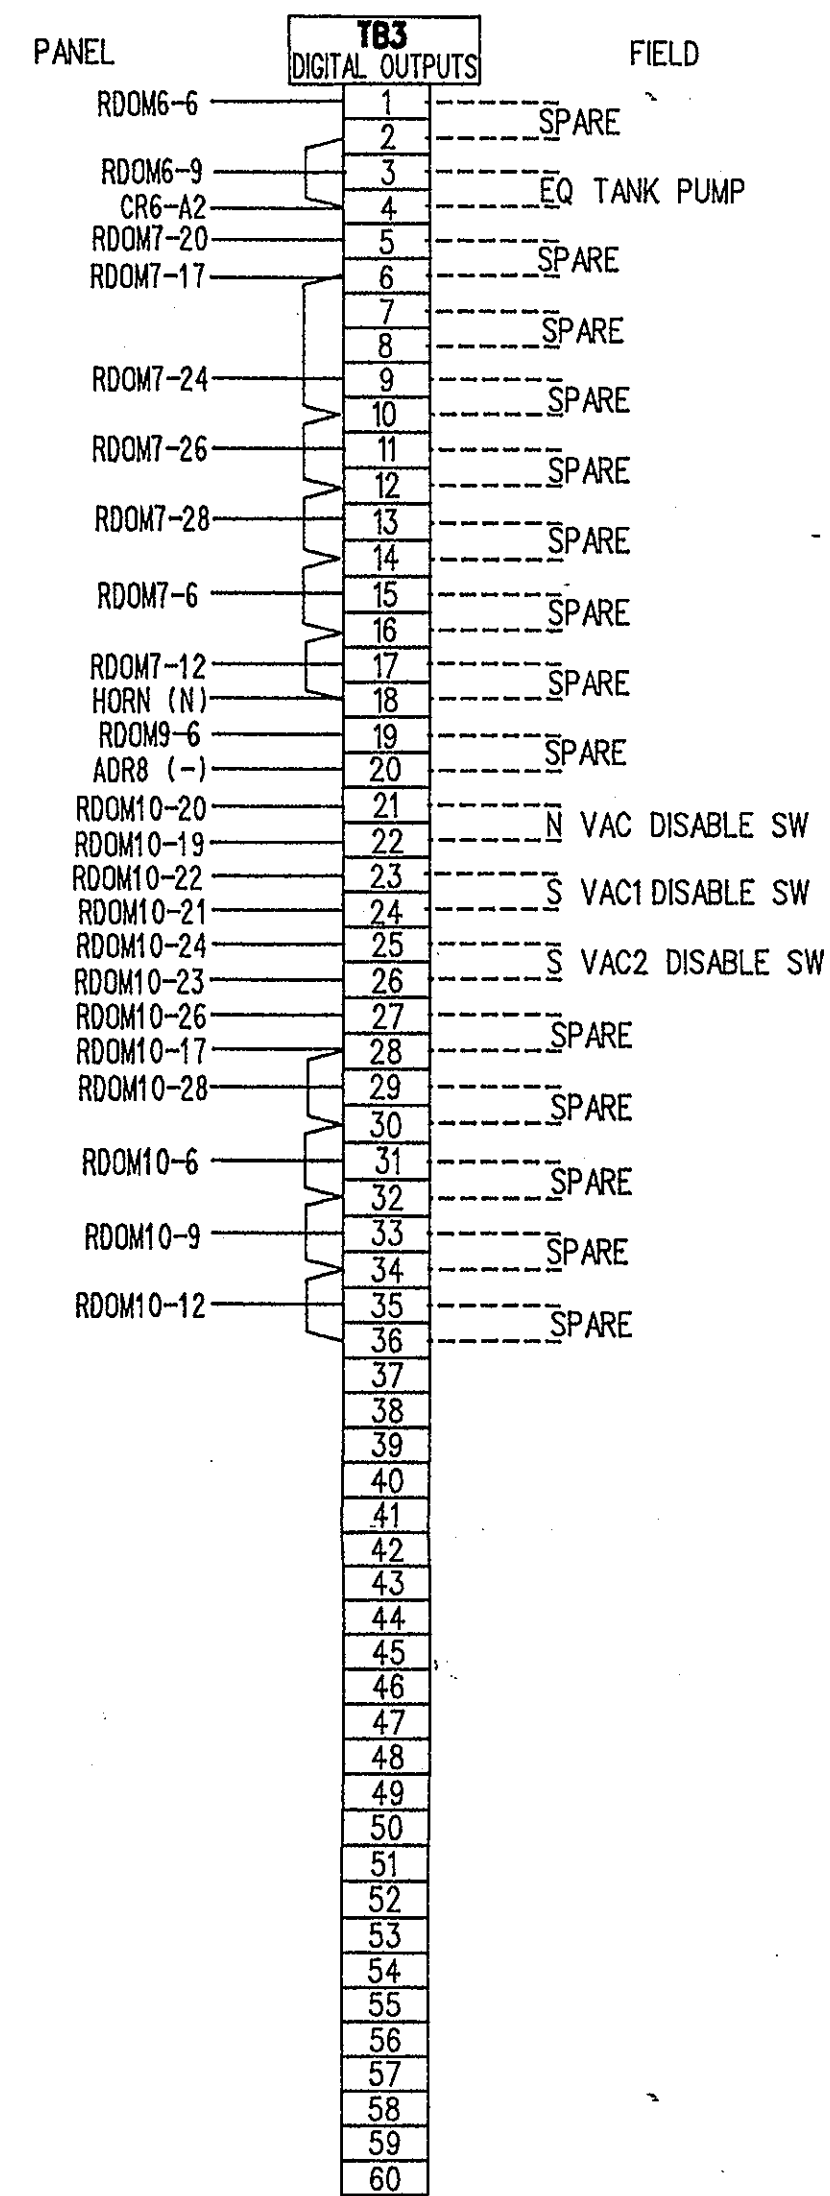 PANEL
TB3
DIGITAL OUTPUTS
FIELD
RDOM6-6 1
SPARE
2
RDOM6-9 3
EQ TANK PUMP
CR6-A2 4
RDOM7-20 5
SPARE
RDOM7-17 6
7
SPARE
8
RDOM7-24 9
SPARE
10
RDOM7-26 11
SPARE
12
RDOM7-28 13
SPARE
14
RDOM7-6 15
SPARE
16
RDOM7-12 17
SPARE
HORN (N) 18
RDOM9-6 19
SPARE
ADR8 (-) 20
RDOM10-20 21
N VAC DISABLE SW
RDOM10-19 22
RDOM10-22 23
S VAC1 DISABLE SW
RDOM10-21 24
RDOM10-24 25
S VAC2 DISABLE SW
RDOM10-23 26
RDOM10-26 27
SPARE
RDOM10-17 28
RDOM10-28 29
SPARE
30
RDOM10-6 31
SPARE
32
RDOM10-9 33
SPARE
34
RDOM10-12 35
SPARE
36
37
38
39
40
41
42
43
44
45
46
47
48
49
50
51
52
53
54
55
56
57
58
59
60